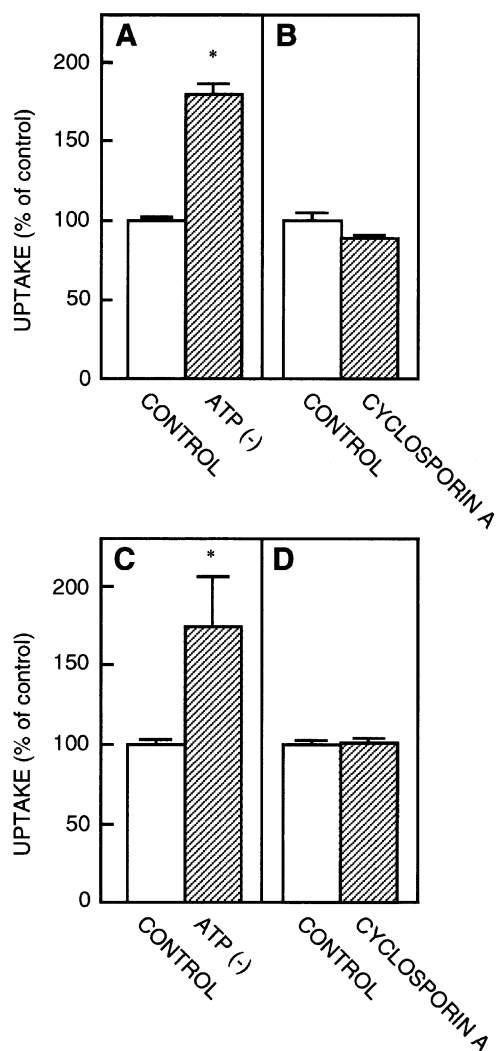 A
B
*
UPTAKE (% of control)
200
150
100
50
0
CONTROL
ATP (-)
CONTROL
CYCLOSPORIN A
C
D
*
UPTAKE (% of control)
200
150
100
50
0
CONTROL
ATP (-)
CONTROL
CYCLOSPORIN A